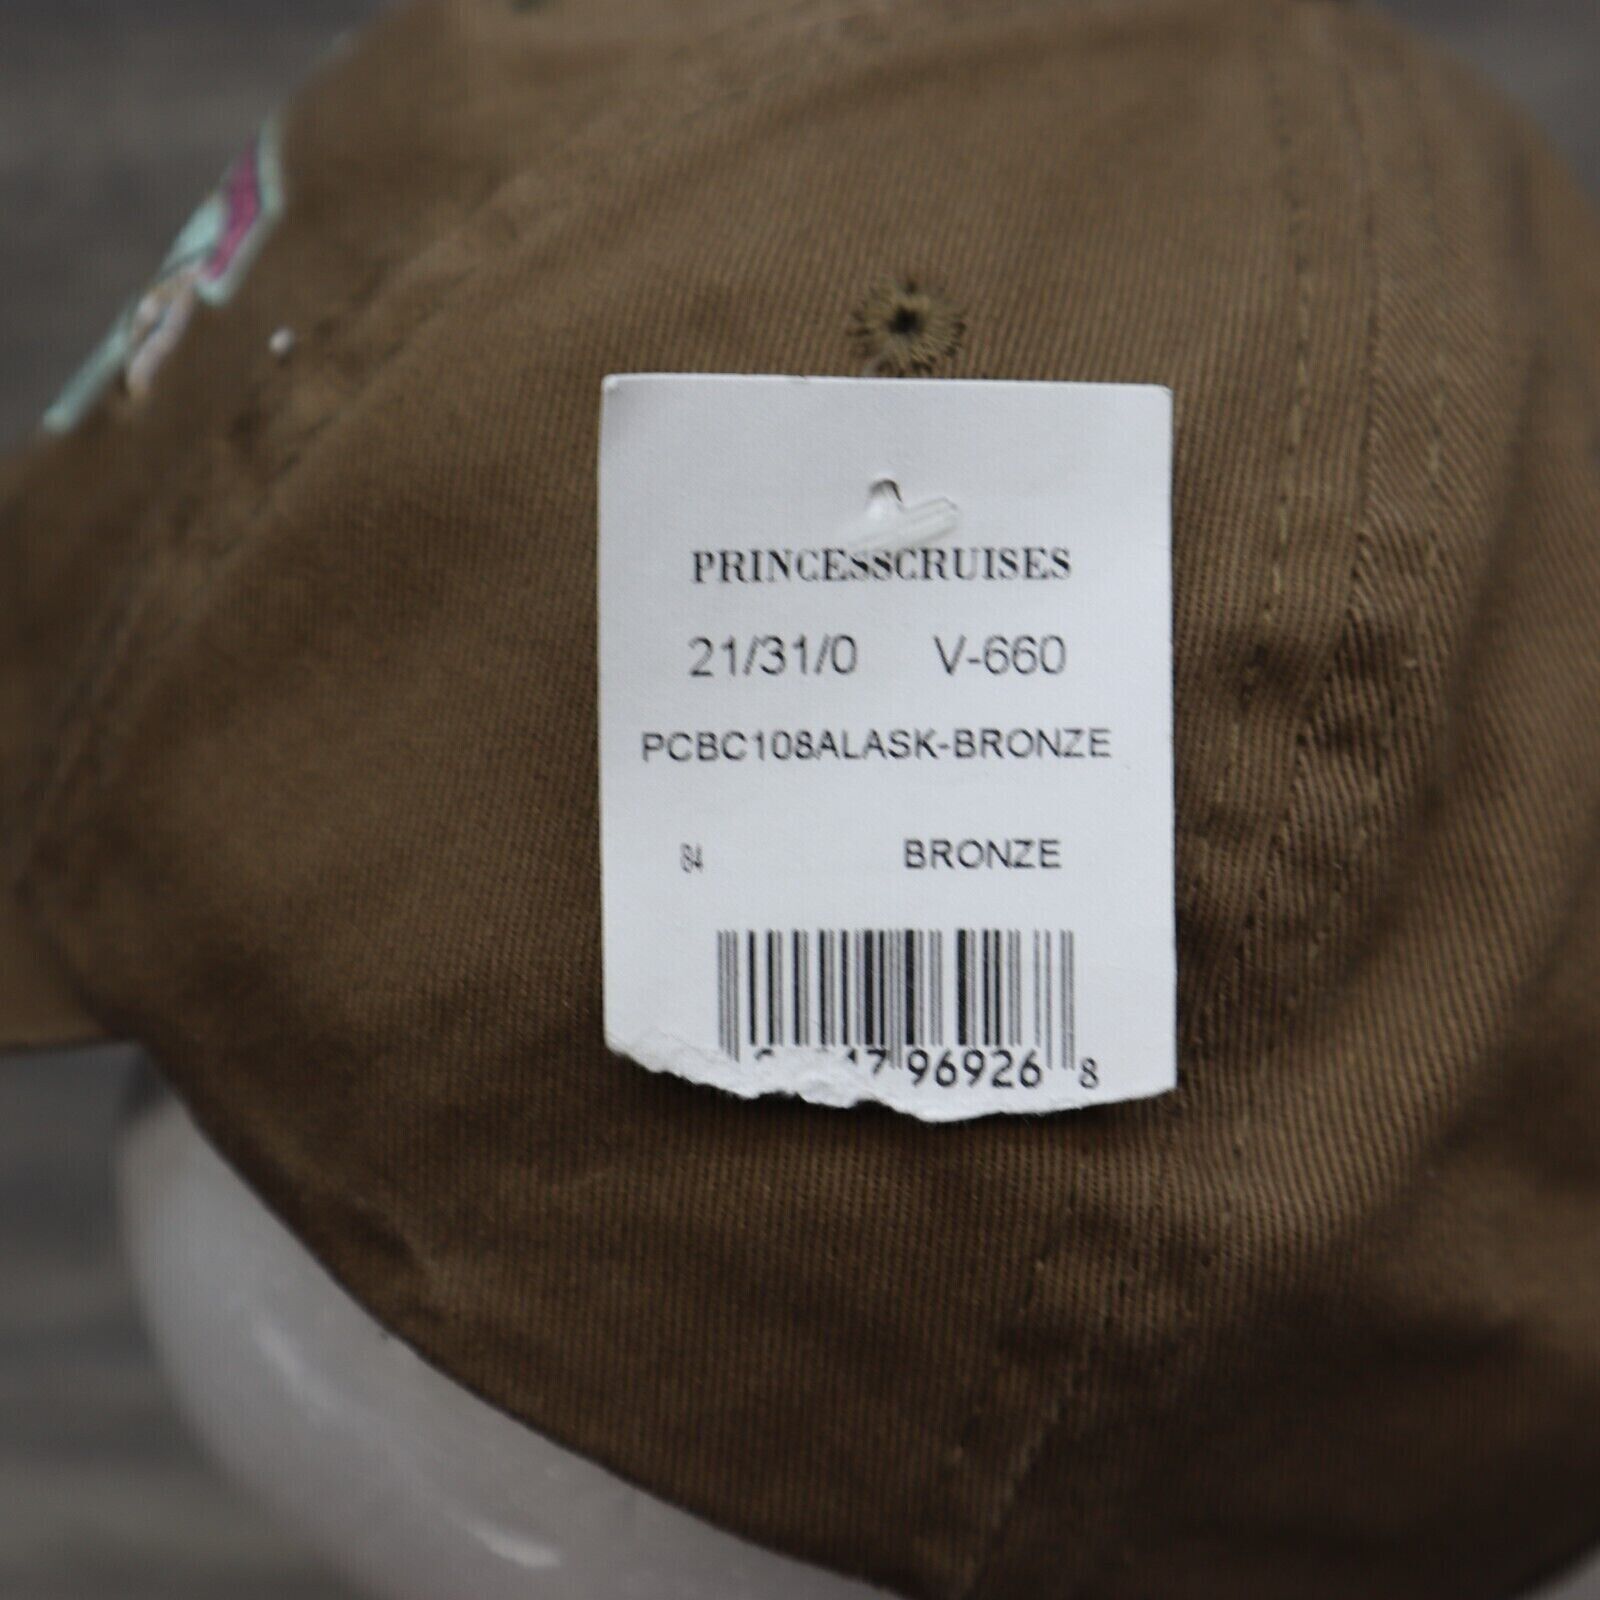 PRINCESSCRUISES
21/31/0 V-660
PCBC108ALASK-BRONZE
84 BRONZE
96926 8